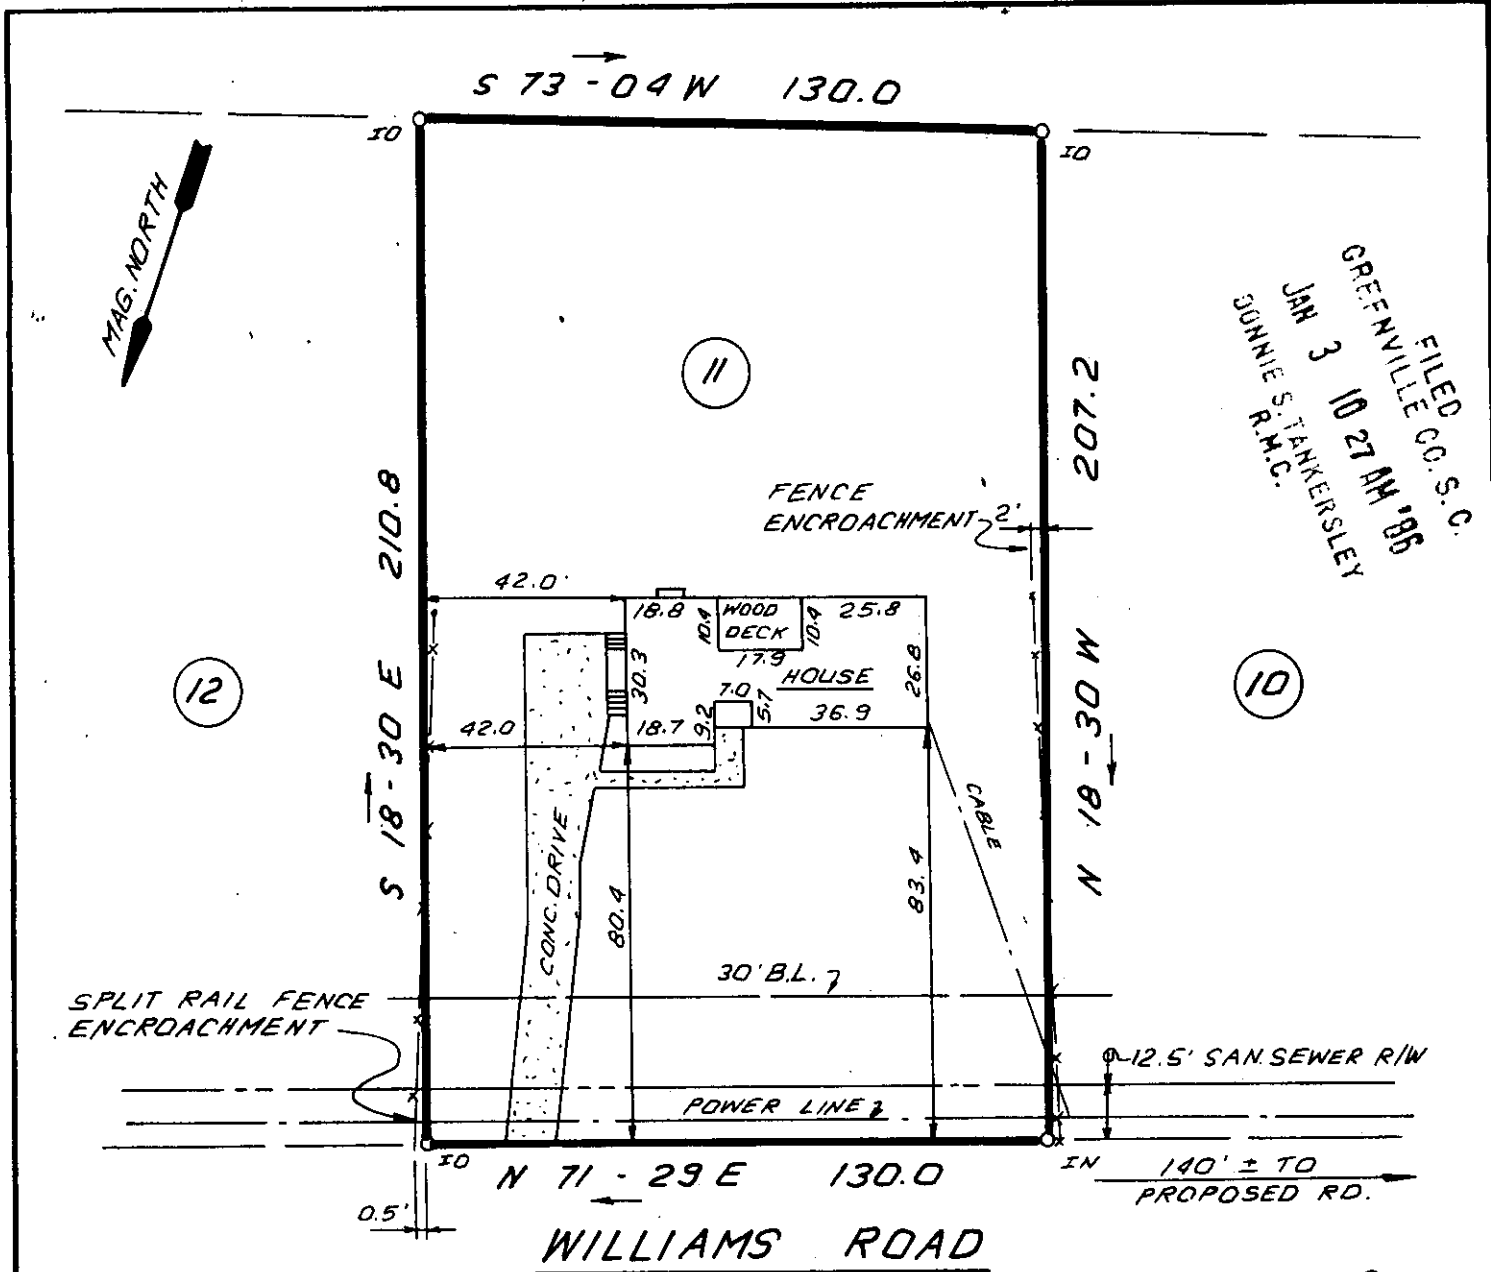 S 73 - 04 W 130.0
IO
IO
MAG. NORTH
11
FILED
GREENVILLE CO. S. C.
JAN 3 10 27 AM '86
DONNIE S. TANKERSLEY
R.M.C.
207.2
N 18 - 30 W
210.8
S 18 - 30 E
FENCE
ENCROACHMENT
2'
42.0'
18.8
10.4
WOOD
DECK
10.4
25.8
17.9
30.3
HOUSE
26.8
7.0
5.7
36.9
12
10
42.0
18.7
9.2
CABLE
CONC. DRIVE
80.4
83.4
30' B.L.
SPLIT RAIL FENCE
ENCROACHMENT
12.5' SAN. SEWER R/W
POWER LINE
IO
N 71 - 29 E 130.0
IN
140' ± TO
PROPOSED RD.
0.5'
WILLIAMS ROAD